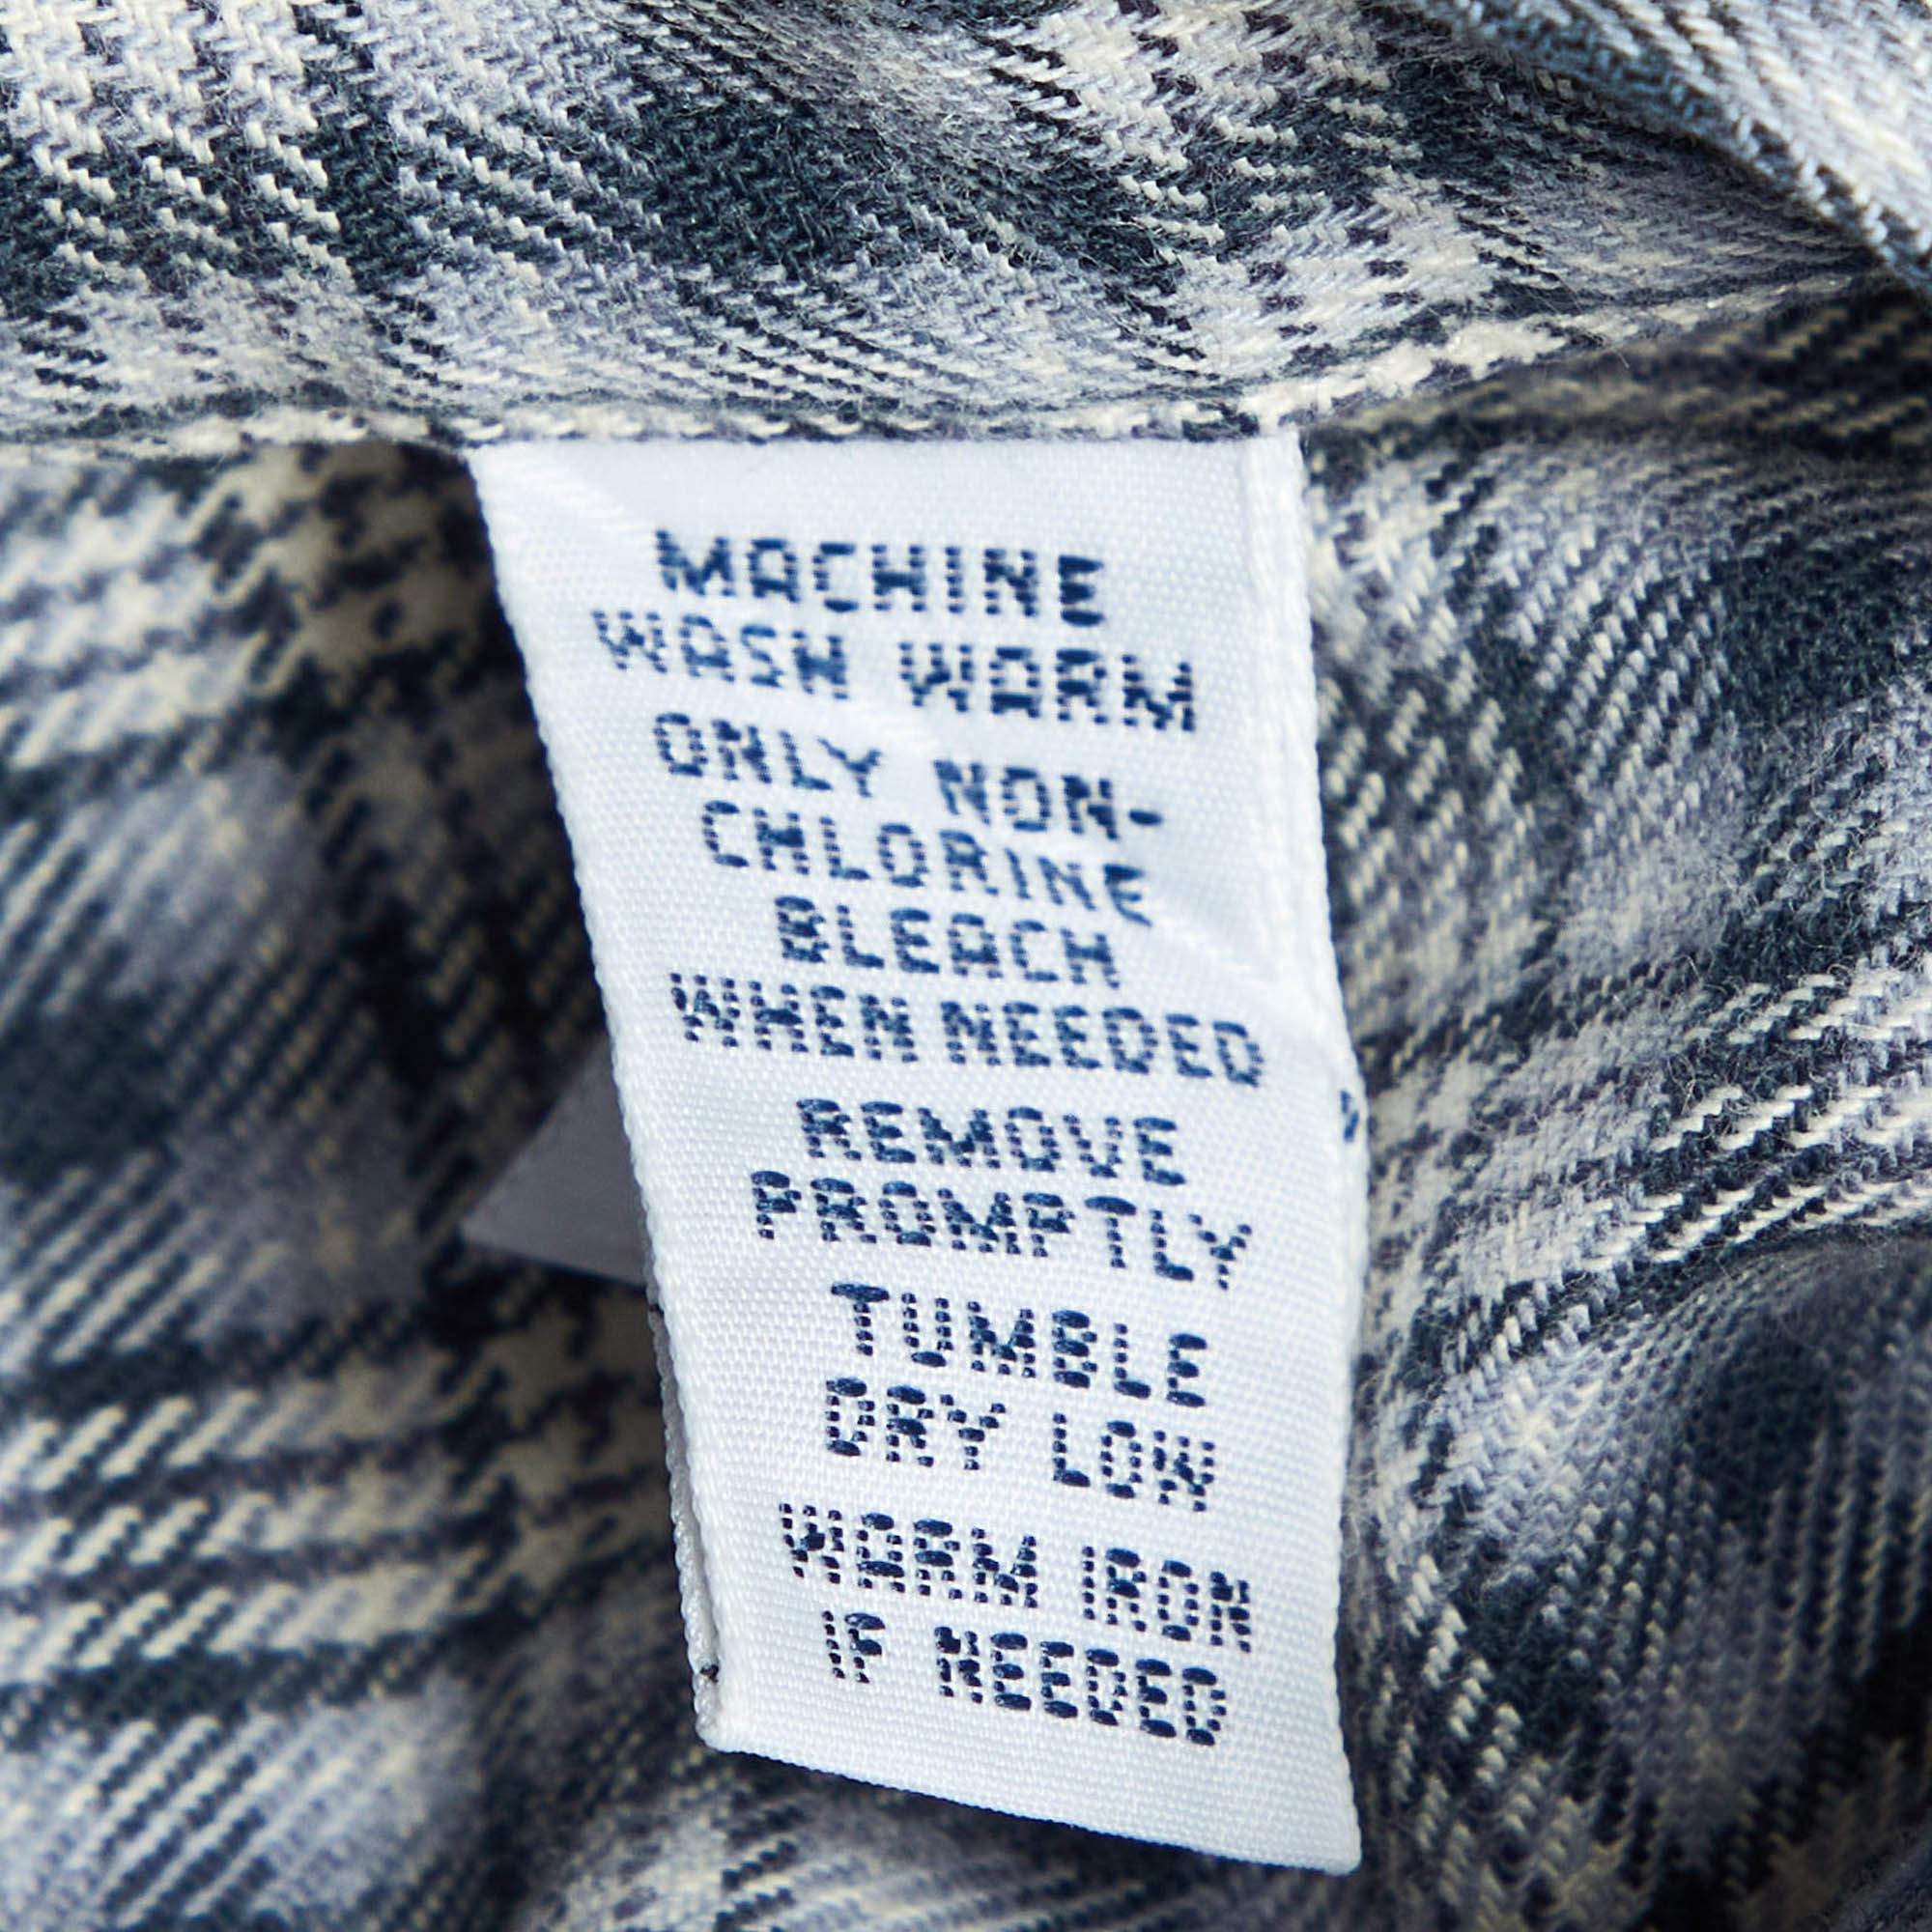 MACHINE
WASH WARM
ONLY NON-
CHLORINE
BLEACH
WHEN NEEDED
REMOVE
PROMPTLY
TUMBLE
DRY LOW
WARM IRON
IF NEEDED